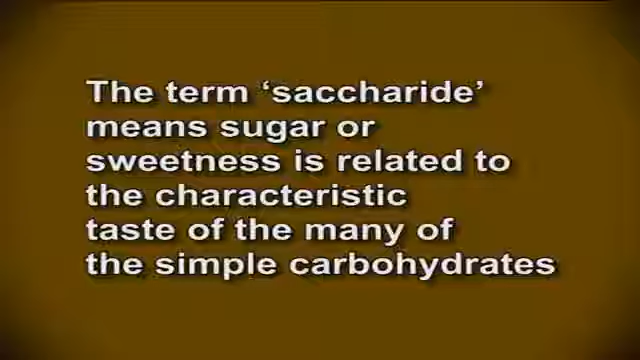 The term ‘saccharide’
means sugar or
sweetness is related to
the characteristic
taste of the many of
the simple carbohydrates